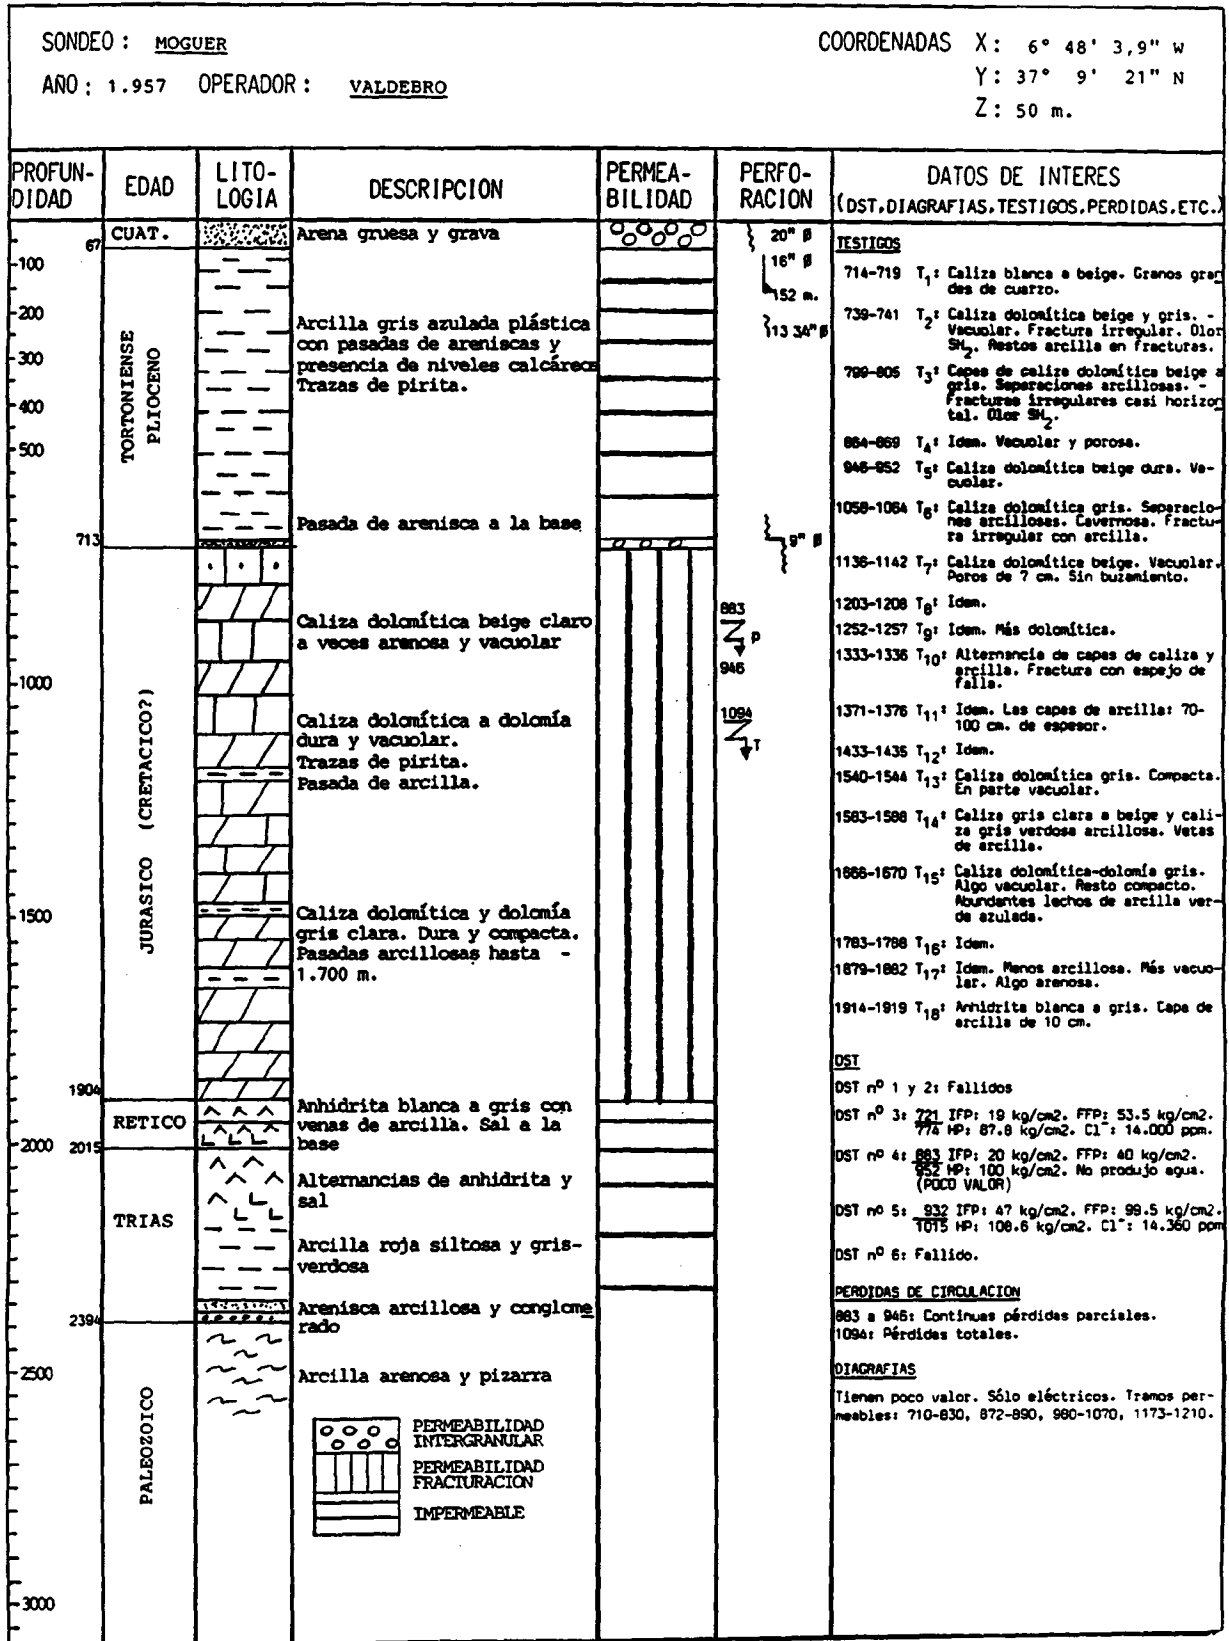 SONDEO : MOGUER
AÑO : 1.957 OPERADOR : VALDEBRO
COORDENADAS X: 6° 48' 3,9" W
Y: 37° 9' 21" N
Z: 50 m.
PROFUN-
DIDAD
EDAD
LITO-
LOGIA
DESCRIPCION
PERMEA-
BILIDAD
PERFO-
RACION
DATOS DE INTERES
(DST,DIAGRAFIAS,TESTIGOS,PERDIDAS,ETC.)
67
100
200
300
400
500
713
1000
1500
1904
2000
2015
2394
2500
3000
CUAT.
TORTONIENSE
PLIOCENO
JURASICO (CRETACICO?)
RETICO
TRIAS
PALEOZOICO
Arena gruesa y grava
Arcilla gris azulada plástica
con pasadas de areniscas y
presencia de niveles calcáreos
Trazas de pirita.
Pasada de arenisca a la base
Caliza dolomítica beige claro
a veces arenosa y vacuolar
Caliza dolomítica a dolomía
dura y vacuolar.
Trazas de pirita.
Pasada de arcilla.
Caliza dolomítica y dolomía
gris clara. Dura y compacta.
Pasadas arcillosas hasta -
1.700 m.
Anhidrita blanca a gris con
venas de arcilla. Sal a la
base
Alternancias de anhidrita y
sal
Arcilla roja siltosa y gris-
verdosa
Arenisca arcillosa y conglome
rado
Arcilla arenosa y pizarra
PERMEABILIDAD
INTERGRANULAR
PERMEABILIDAD
FRACTURACION
IMPERMEABLE
20" Ø
16" Ø
152 m.
13 34" Ø
9" Ø
883
P
946
1094
T
TESTIGOS
714-719 T1: Caliza blanca a beige. Granos gran
des de cuarzo.
739-741 T2: Caliza dolomítica beige y gris. -
Vacuolar. Fractura irregular. Olor
SH2. Restos arcilla en fracturas.
799-805 T3: Capas de caliza dolomítica beige a
gris. Separaciones arcillosas. -
Fracturas irregulares casi horizon
tal. Olor SH2.
864-869 T4: Idem. Vacuolar y porosa.
946-952 T5: Caliza dolomítica beige dura. Va-
cuolar.
1058-1064 T6: Caliza dolomítica gris. Separacio-
nes arcillosas. Cavernosa. Fractu-
ra irregular con arcilla.
1136-1142 T7: Caliza dolomítica beige. Vacuolar.
Poros de 7 cm. Sin buzamiento.
1203-1208 T8: Idem.
1252-1257 T9: Idem. Más dolomítica.
1333-1336 T10: Alternancia de capas de caliza y
arcilla. Fractura con espejo de
falla.
1371-1376 T11: Idem. Las capas de arcilla: 70-
100 cm. de espesor.
1433-1435 T12: Idem.
1540-1544 T13: Caliza dolomítica gris. Compacta.
En parte vacuolar.
1583-1588 T14: Caliza gris clara a beige y cali-
za gris verdosa arcillosa. Vetas
de arcilla.
1666-1670 T15: Caliza dolomítica-dolomía gris.
Algo vacuolar. Resto compacto.
Abundantes lechos de arcilla ver-
de azulada.
1783-1788 T16: Idem.
1879-1882 T17: Idem. Menos arcillosa. Más vacuo-
lar. Algo arenosa.
1914-1919 T18: Anhidrita blanca a gris. Capa de
arcilla de 10 cm.
DST
DST nº 1 y 2: Fallidos
DST nº 3: 721 IFP: 19 kg/cm2. FFP: 53.5 kg/cm2.
774 HP: 87.8 kg/cm2. Cl-: 14.000 ppm.
DST nº 4: 883 IFP: 20 kg/cm2. FFP: 40 kg/cm2.
952 HP: 100 kg/cm2. No produjo agua.
(POCO VALOR)
DST nº 5: 932 IFP: 47 kg/cm2. FFP: 99.5 kg/cm2.
1015 HP: 108.6 kg/cm2. Cl-: 14.360 ppm
DST nº 6: Fallido.
PERDIDAS DE CIRCULACION
883 a 946: Continuas pérdidas parciales.
1094: Pérdidas totales.
DIAGRAFIAS
Tienen poco valor. Sólo eléctricos. Tramos per-
meables: 710-830, 872-890, 980-1070, 1173-1210.